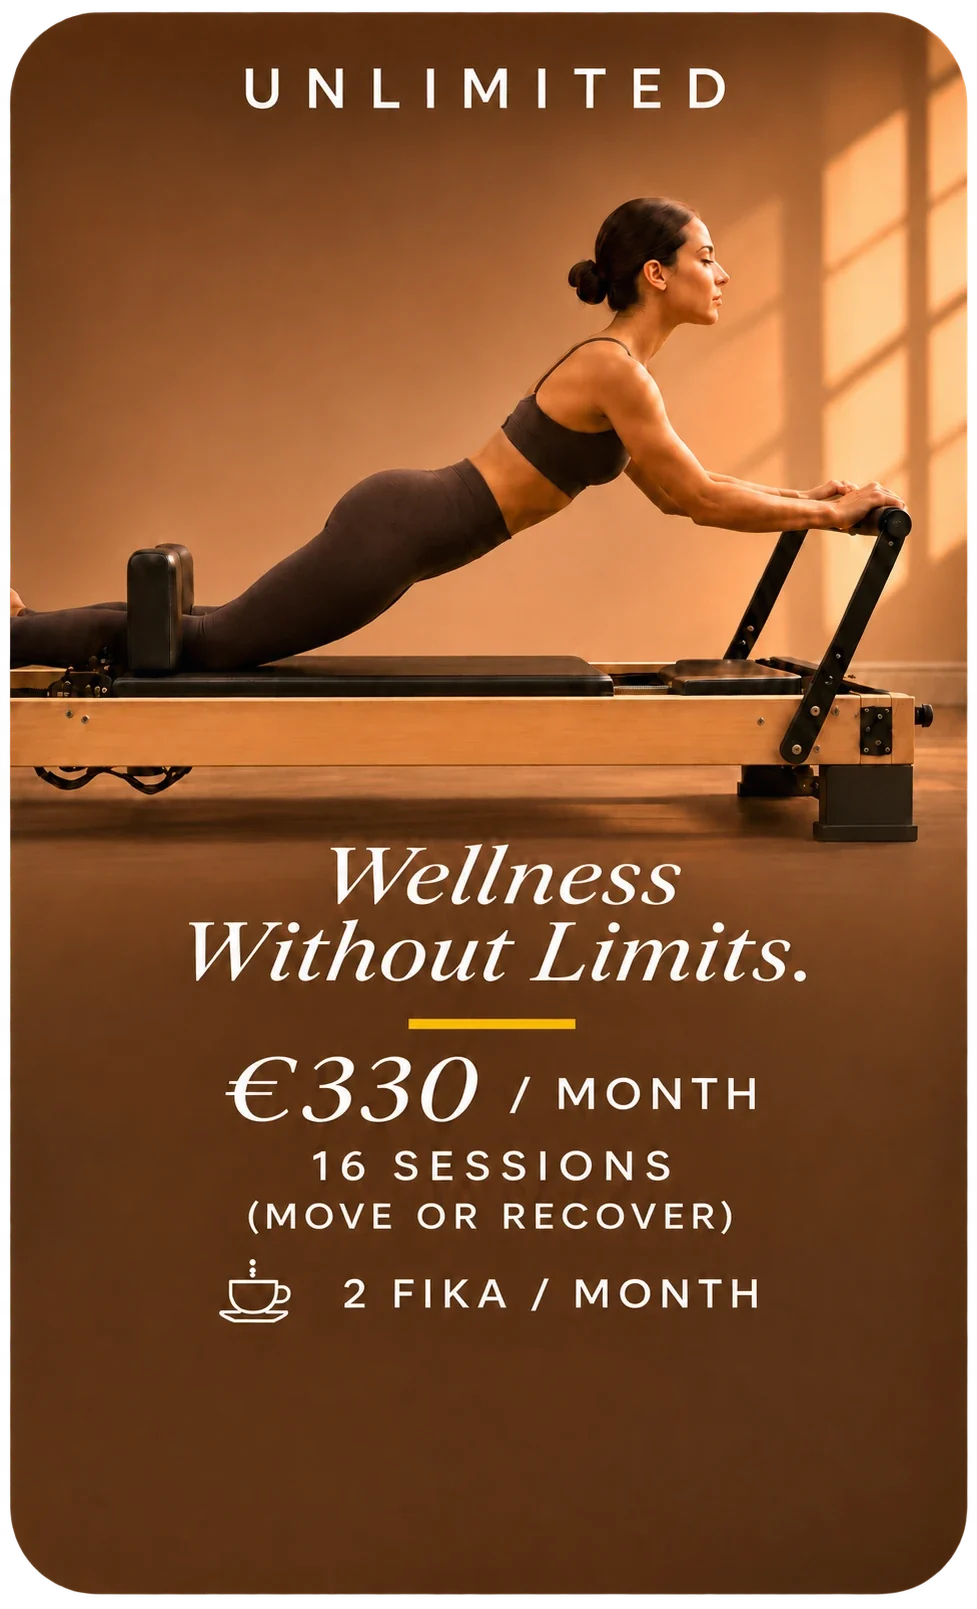 UNLIMITED
Wellness
Without Limits.
€330 / MONTH
16 SESSIONS
(MOVE OR RECOVER)
2 FIKA / MONTH